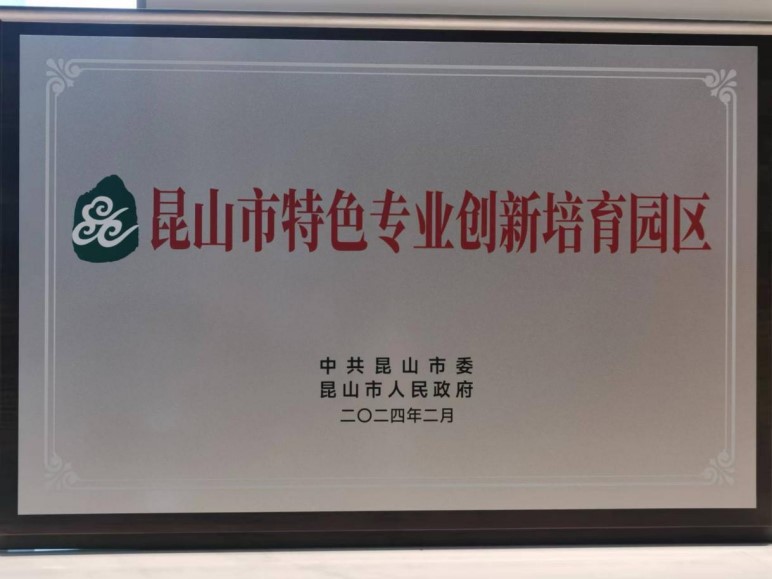 昆山市特色专业创新培育园区
中共昆山市委
昆山市人民政府
二〇二四年二月